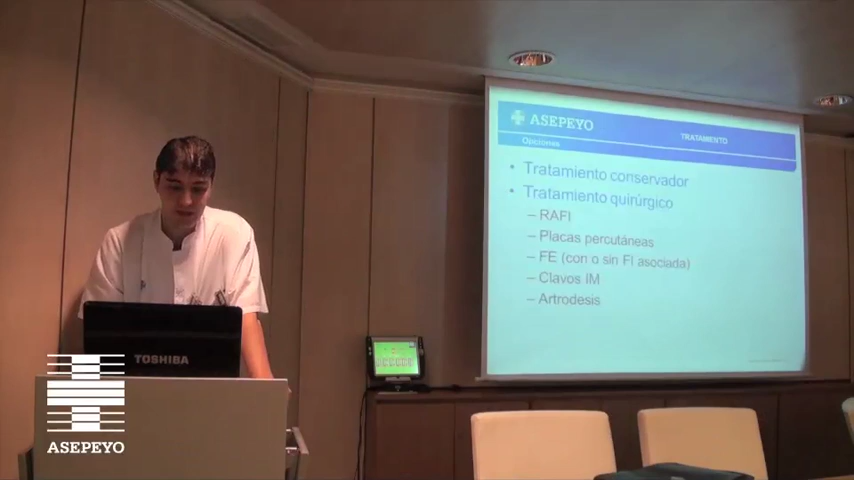 ASEPEYO
TRATAMIENTO
Opciones
• Tratamiento conservador
• Tratamiento quirúrgico
– RAFI
– Placas percutáneas
– FE (con o sin FI asociada)
– Clavos IM
– Artrodesis
TOSHIBA
ASEPEYO